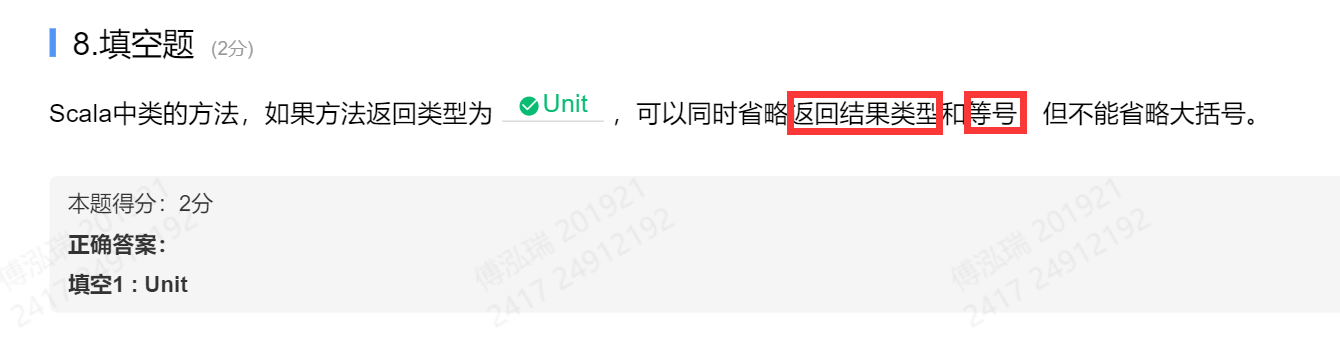 8.填空题 (2分)
Scala中类的方法，如果方法返回类型为 Unit ，可以同时省略返回结果类型和等号 但不能省略大括号。
本题得分：2分
正确答案：
填空1 : Unit
傅泓瑞 201921
2417 24912192
傅泓瑞 201921
2417 24912192
傅泓瑞 201921
2417 24912192